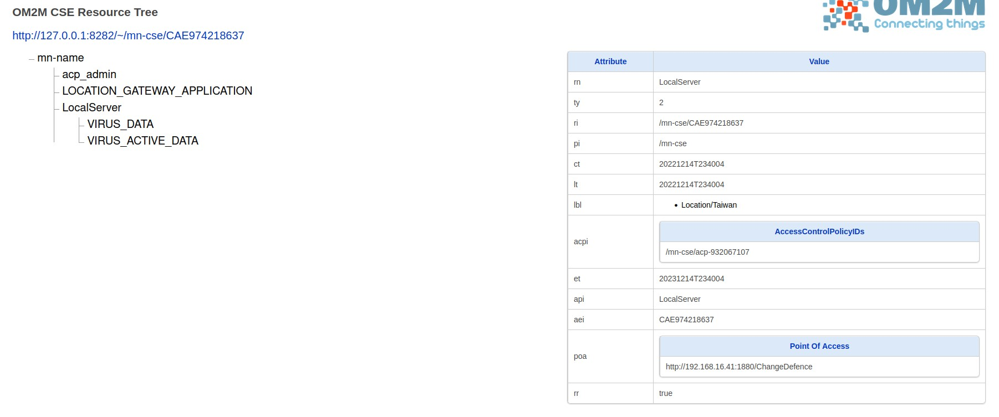 OM2M CSE Resource Tree
OM2M
Connecting things
http://127.0.0.1:8282/~/mn-cse/CAE974218637
mn-name
acp_admin
LOCATION_GATEWAY_APPLICATION
LocalServer
VIRUS_DATA
VIRUS_ACTIVE_DATA
Attribute Value
rn LocalServer
ty 2
ri /mn-cse/CAE974218637
pi /mn-cse
ct 20221214T234004
lt 20221214T234004
lbl • Location/Taiwan
acpi AccessControlPolicyIDs
/mn-cse/acp-932067107
et 20231214T234004
api LocalServer
aei CAE974218637
poa Point Of Access
http://192.168.16.41:1880/ChangeDefence
rr true